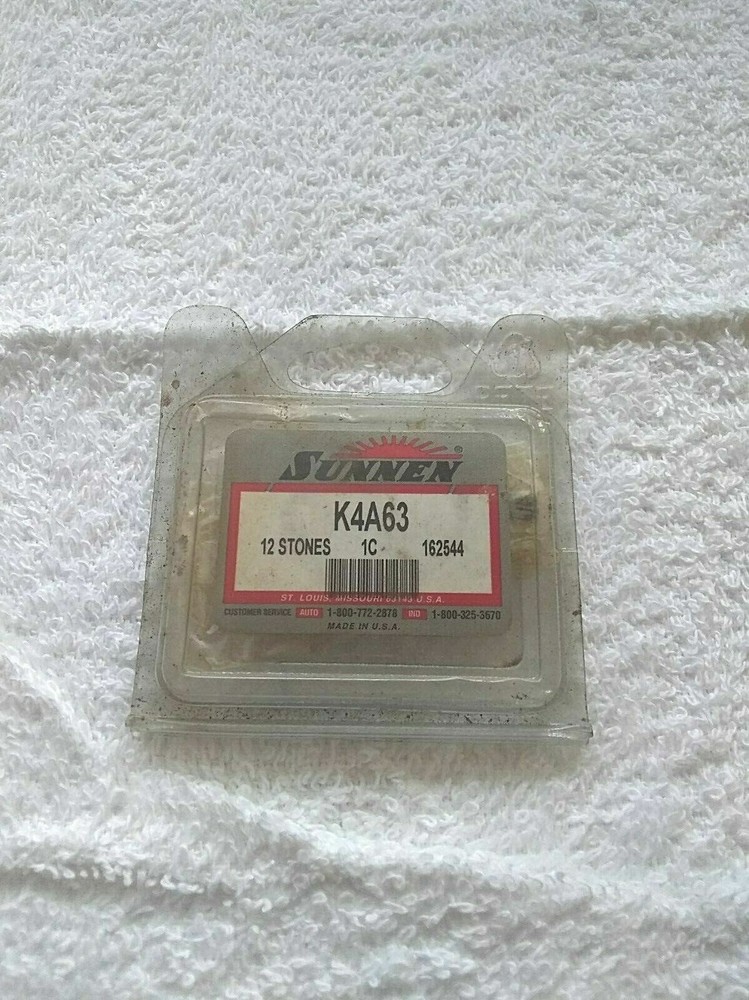 SUNNEN®
K4A63
12 STONES 1C 162544
ST. LOUIS, MISSOURI 63143 U.S.A.
CUSTOMER SERVICE AUTO 1-800-772-2878 IND 1-800-325-3670
MADE IN U.S.A.